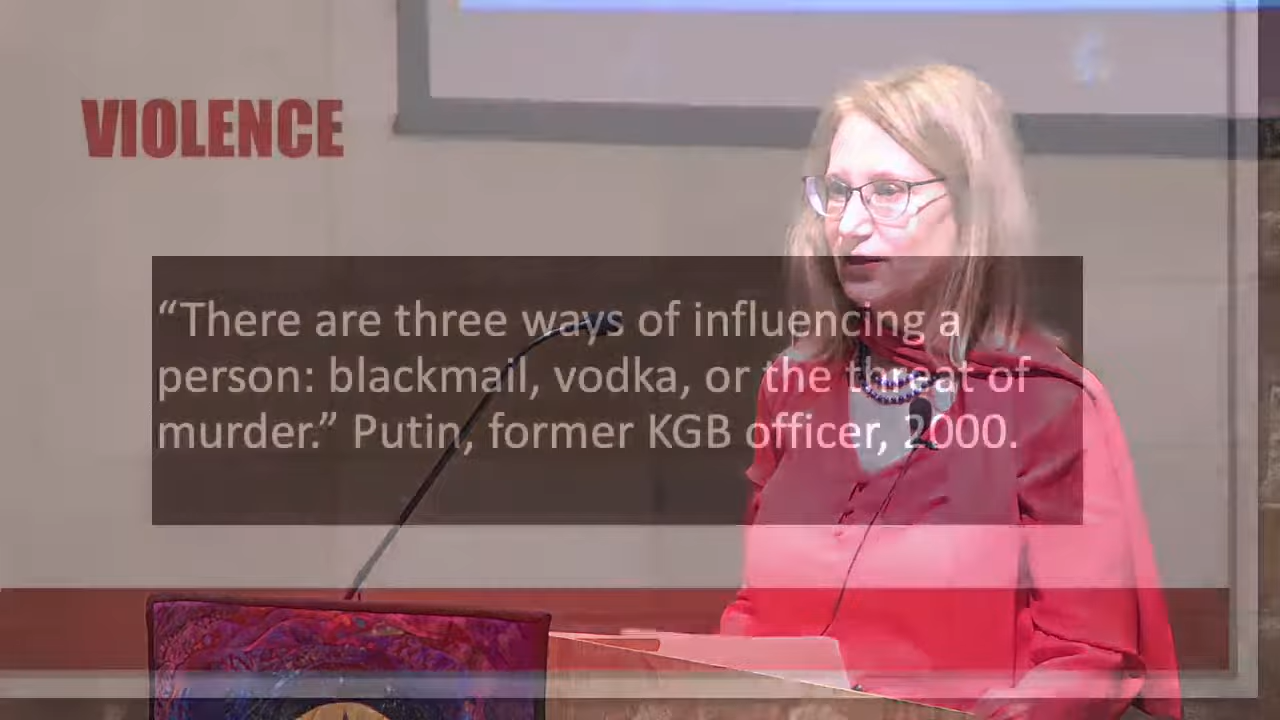 VIOLENCE
“There are three ways of influencing a
person: blackmail, vodka, or the threat of
murder.” Putin, former KGB officer, 2000.